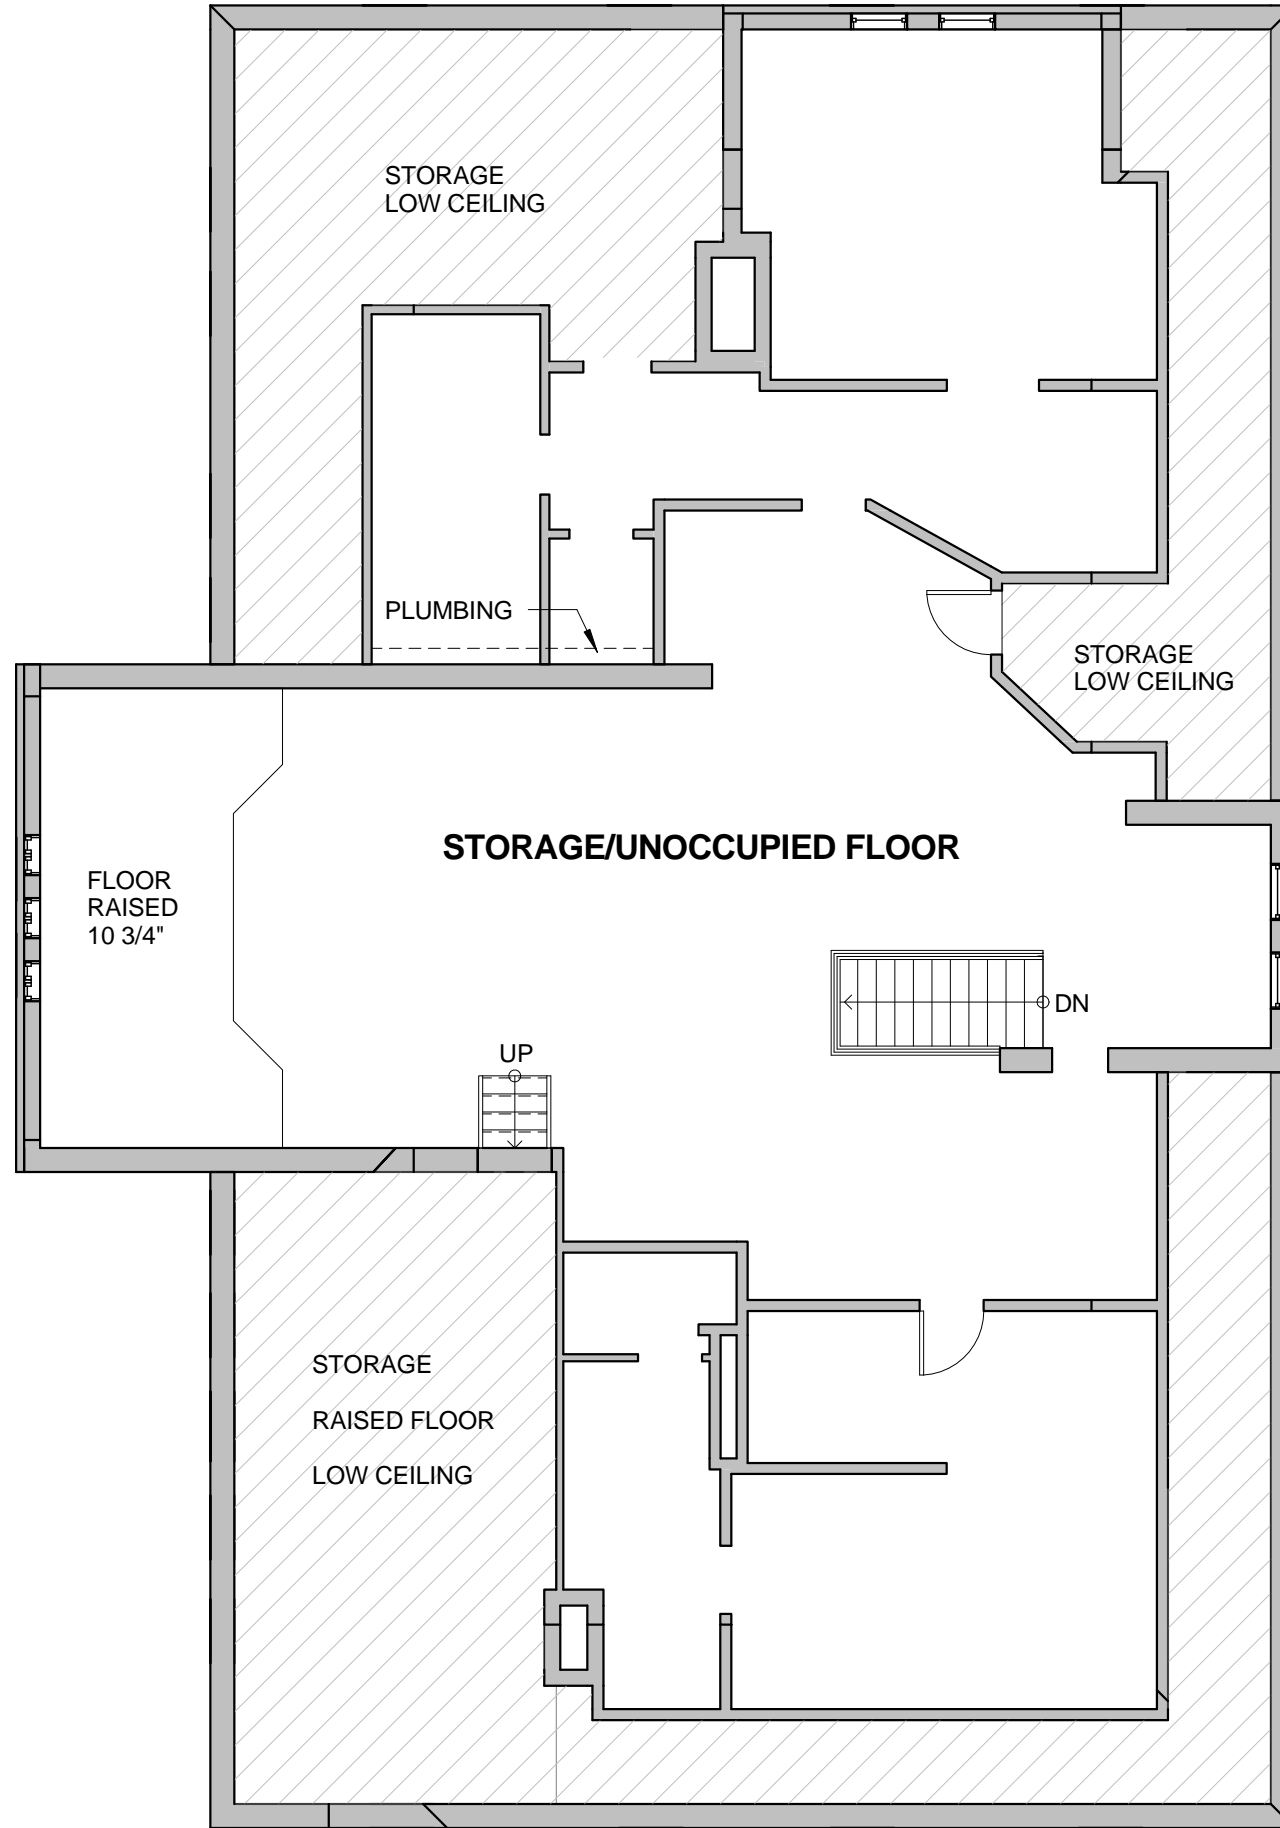 STORAGE
LOW CEILING
PLUMBING
STORAGE
LOW CEILING
STORAGE/UNOCCUPIED FLOOR
FLOOR
RAISED
10 3/4"
DN
UP
STORAGE
RAISED FLOOR
LOW CEILING